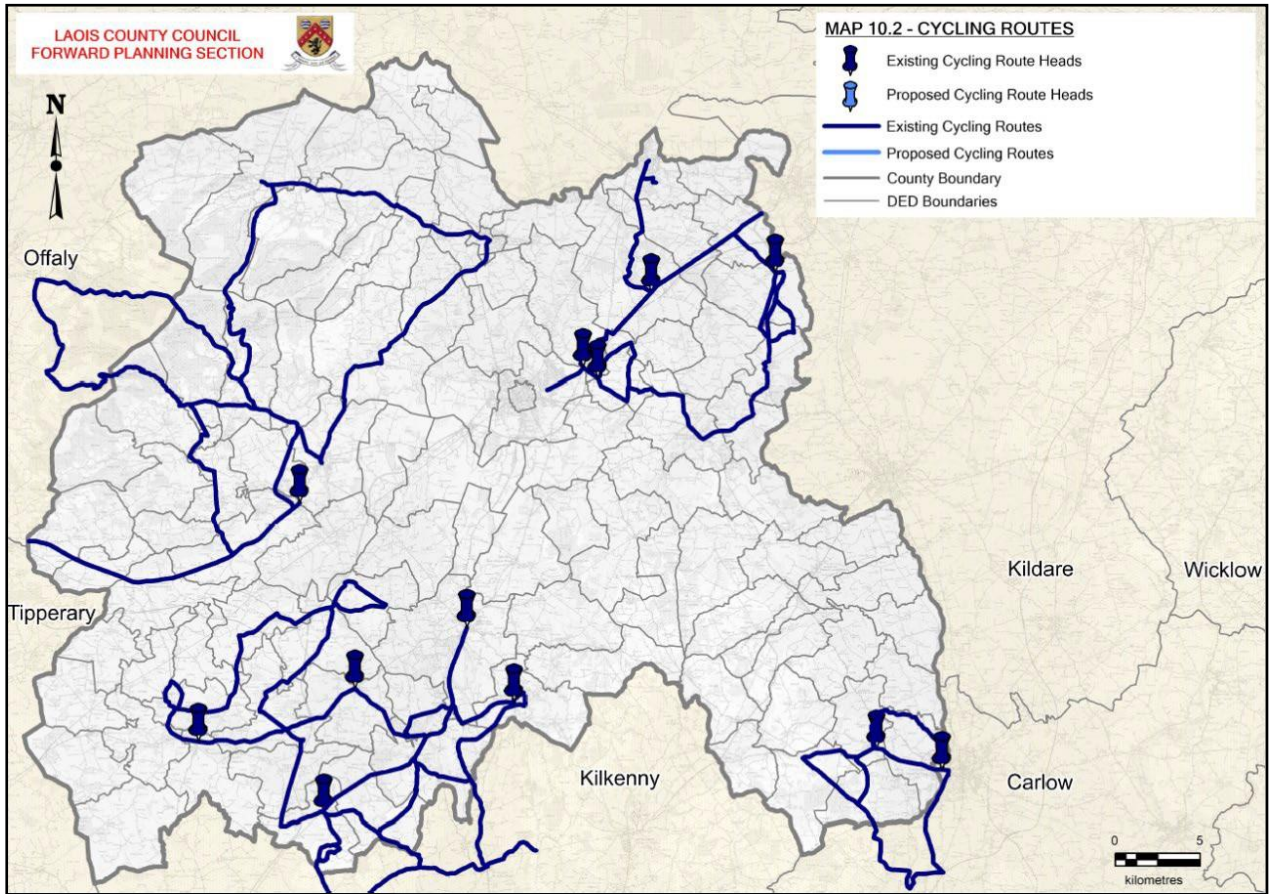 LAOIS COUNTY COUNCIL
FORWARD PLANNING SECTION
MAP 10.2 - CYCLING ROUTES
Existing Cycling Route Heads
Proposed Cycling Route Heads
Existing Cycling Routes
Proposed Cycling Routes
County Boundary
DED Boundaries
N
Offaly
Kildare
Wicklow
Tipperary
Kilkenny
Carlow
0 5
kilometres